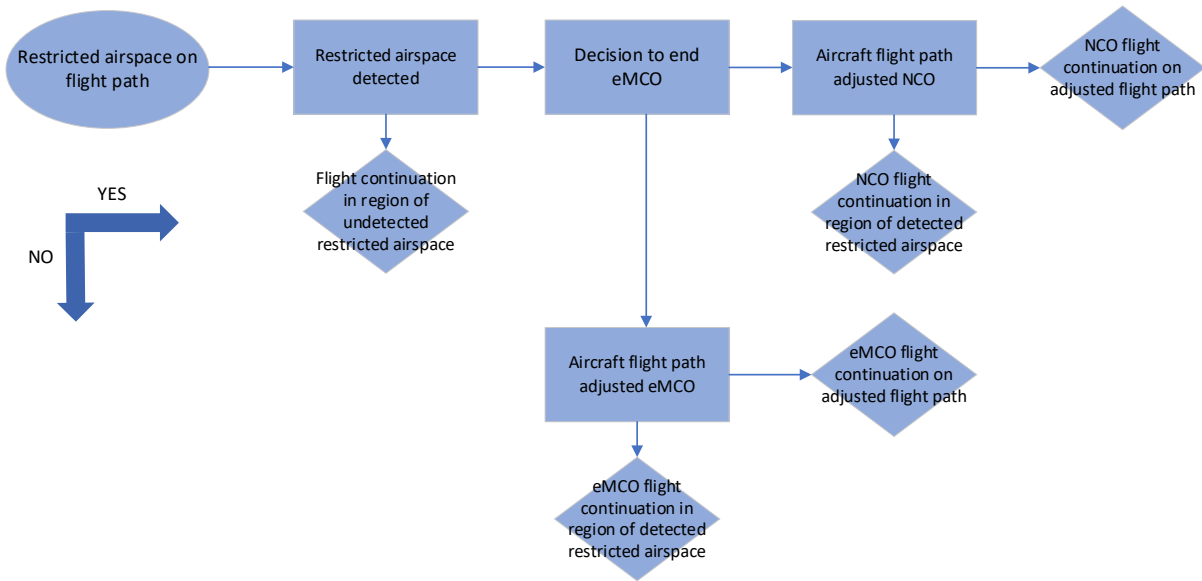 Restricted airspace on
flight path
Restricted airspace
detected
Decision to end
eMCO
Aircraft flight path
adjusted NCO
NCO flight
continuation on
adjusted flight path
YES
NO
Flight continuation
in region of
undetected
restricted airspace
NCO flight
continuation in
region of detected
restricted airspace
Aircraft flight path
adjusted eMCO
eMCO flight
continuation on
adjusted flight path
eMCO flight
continuation in
region of detected
restricted airspace